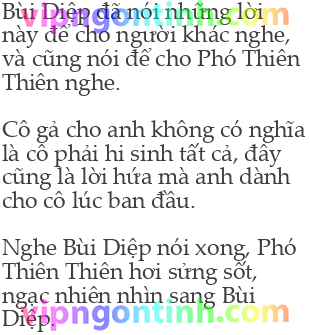 Bùi Diệp đã nói những lời
này để cho người khác nghe,
và cũng nói để cho Phó Thiên
Thiên nghe.
Cô gả cho anh không có nghĩa
là cô phải hi sinh tất cả, đây
cũng là lời hứa mà anh dành
cho cô lúc ban đầu.
Nghe Bùi Diệp nói xong, Phó
Thiên Thiên hơi sửng sốt,
ngạc nhiên nhìn sang Bùi
Diệp.
vipngontinh.com
vipngontinh.com
vipngontinh.com